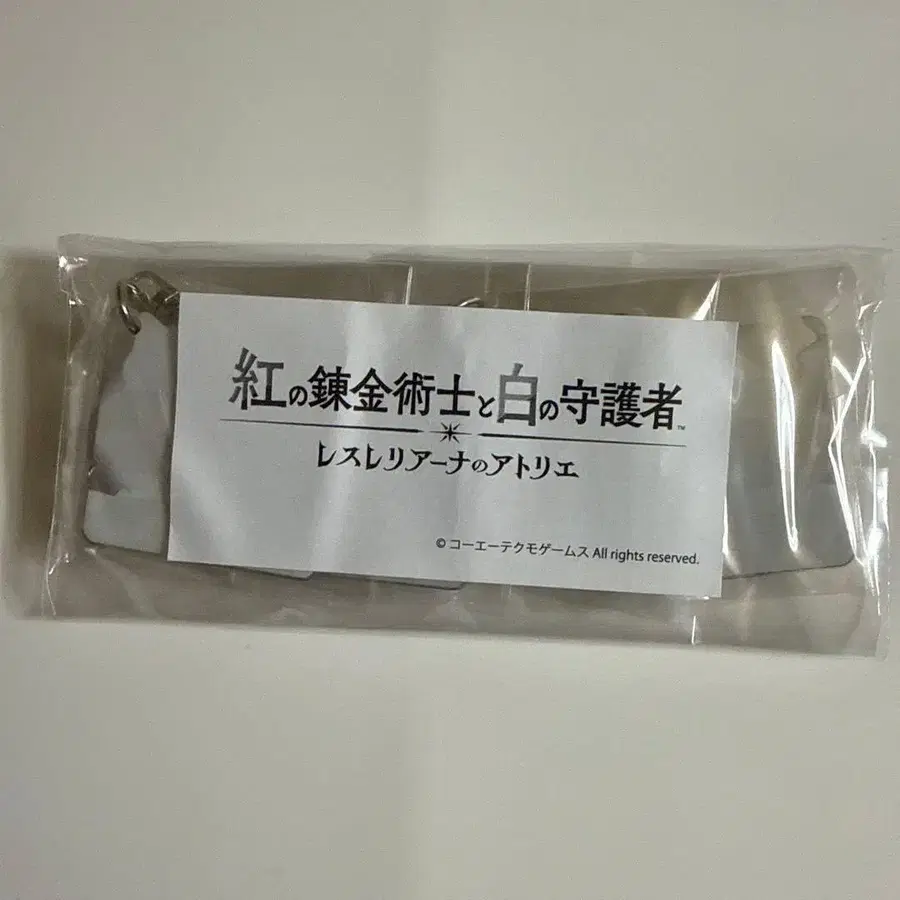 紅の錬金術士と白の守護者™
レスレリアーナのアトリエ
© コーエーテクモゲームス All rights reserved.